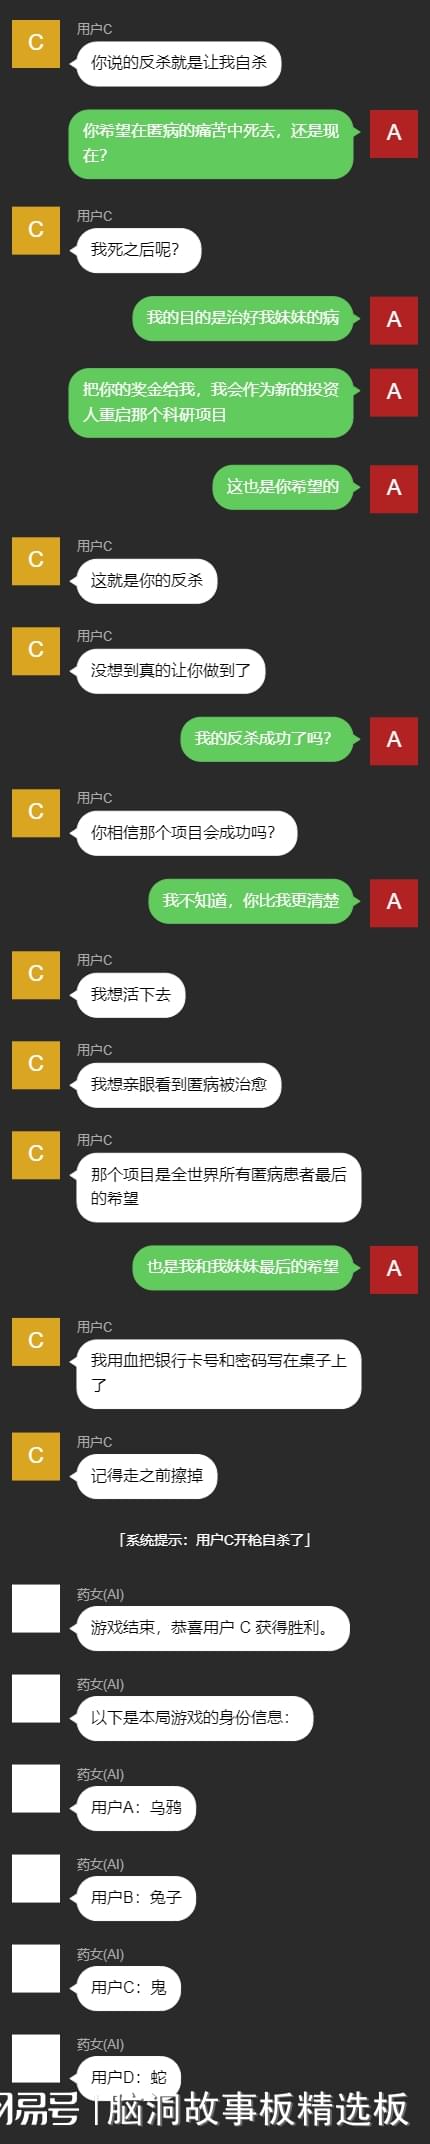 用户C
C
你说的反杀就是让我自杀
你希望在匿病的痛苦中死去，还是现
在？
A
用户C
C
我死之后呢？
我的目的是治好我妹妹的病
A
把你的奖金给我，我会作为新的投资
人重启那个科研项目
A
这也是你希望的
A
用户C
C
这就是你的反杀
用户C
C
没想到真的让你做到了
我的反杀成功了吗？
A
用户C
C
你相信那个项目会成功吗？
我不知道，你比我更清楚
A
用户C
C
我想活下去
用户C
C
我想亲眼看到匿病被治愈
用户C
C
那个项目是全世界所有匿病患者最后
的希望
也是我和我妹妹最后的希望
A
用户C
C
我用血把银行卡号和密码写在桌子上
了
用户C
C
记得走之前擦掉
「系统提示：用户C开枪自杀了」
药女(AI)
游戏结束，恭喜用户 C 获得胜利。
药女(AI)
以下是本局游戏的身份信息：
药女(AI)
用户A：乌鸦
药女(AI)
用户B：兔子
药女(AI)
用户C：鬼
药女(AI)
用户D：蛇
易号 | 脑洞故事板精选板